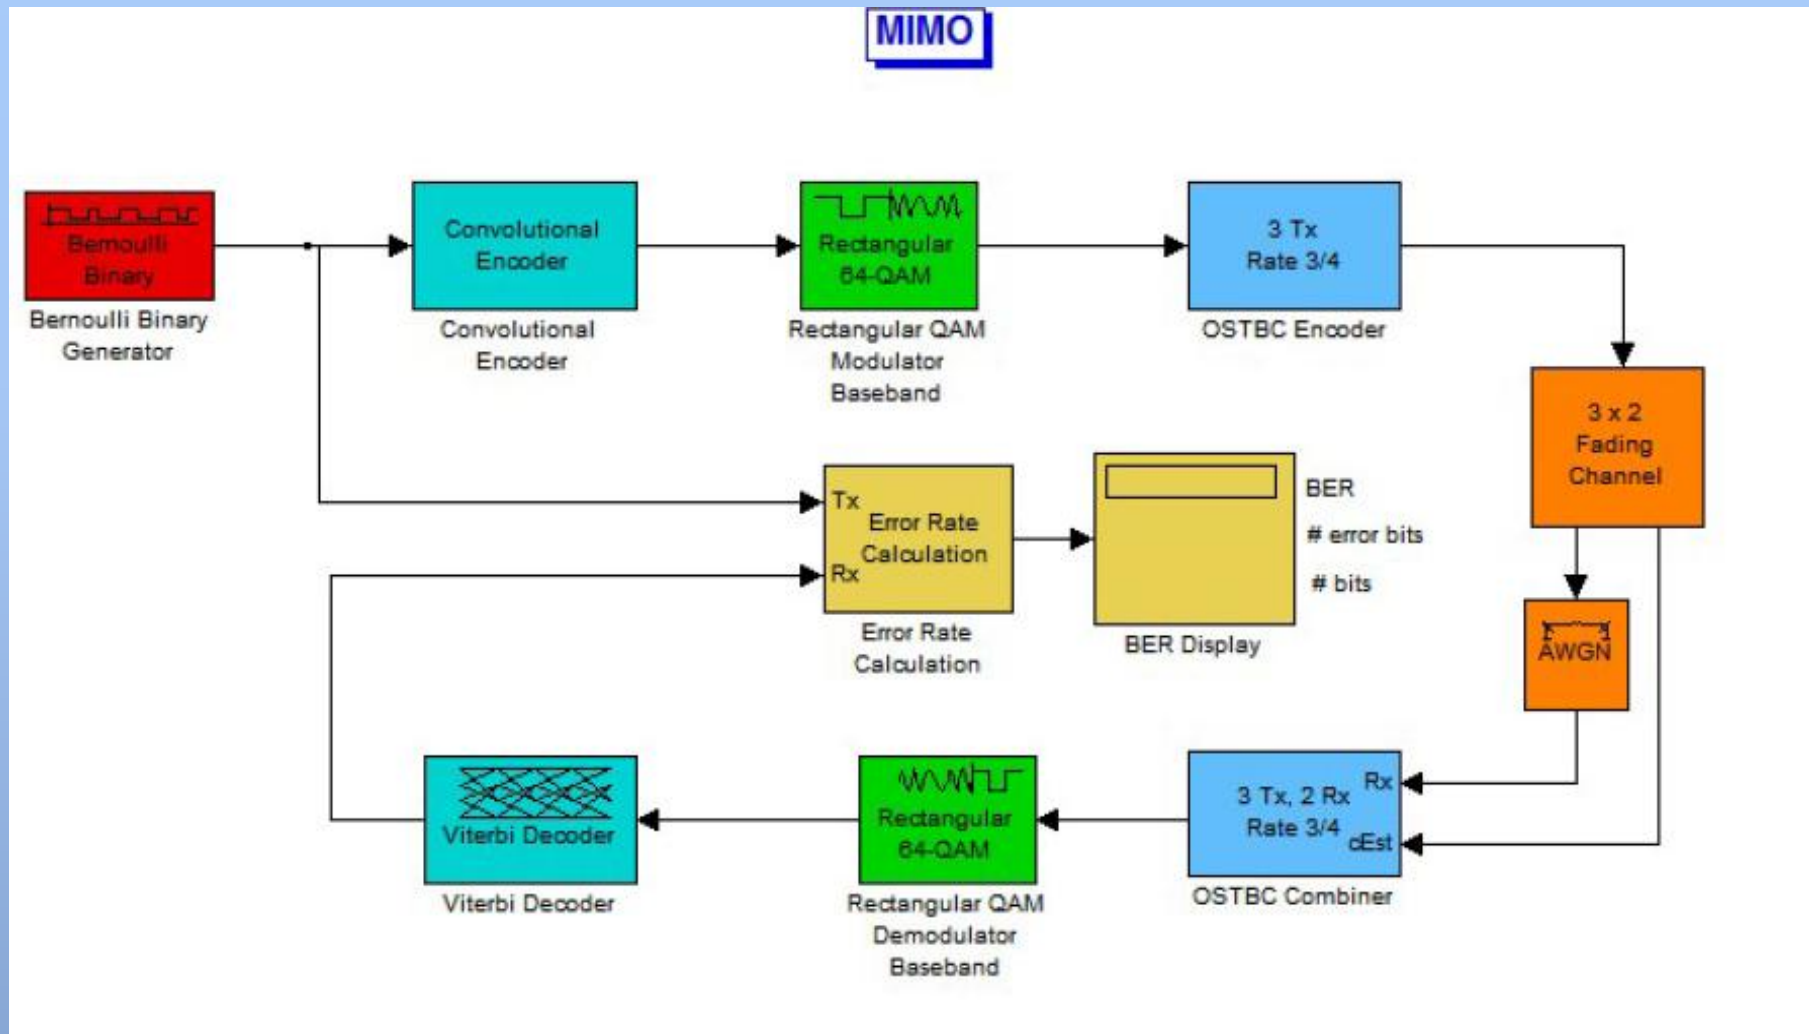 MIMO
Bernoulli
Binary
Bernoulli Binary
Generator
Convolutional
Encoder
Convolutional
Encoder
Rectangular
64-QAM
Rectangular QAM
Modulator
Baseband
3 Tx
Rate 3/4
OSTBC Encoder
3 x 2
Fading
Channel
Tx
Rx
Error Rate
Calculation
Error Rate
Calculation
BER
# error bits
# bits
BER Display
AWGN
Viterbi Decoder
Viterbi Decoder
Rectangular
64-QAM
Rectangular QAM
Demodulator
Baseband
3 Tx, 2 Rx
Rate 3/4
Rx
cEst
OSTBC Combiner